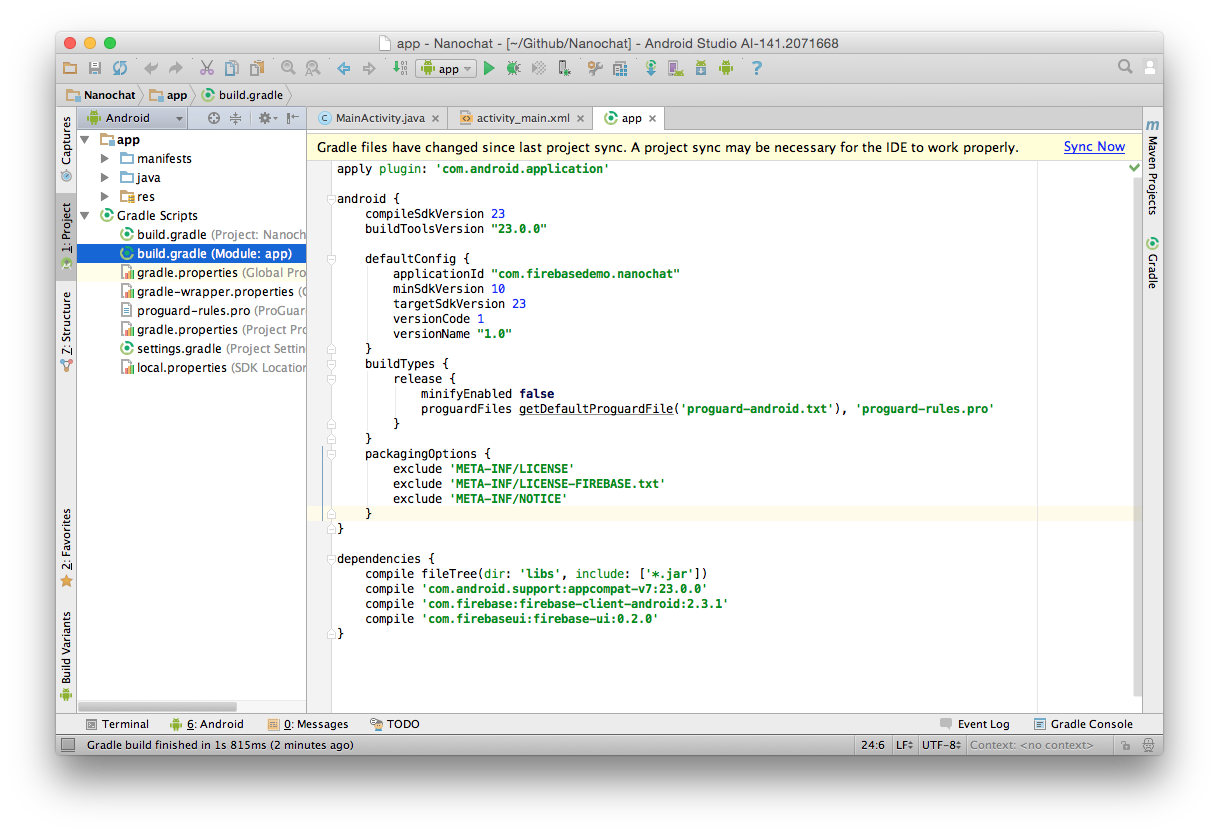 app - Nanochat - [~/Github/Nanochat] - Android Studio AI-141.2071668
app
Nanochat app build.gradle
Captures
1: Project
Z: Structure
2: Favorites
Build Variants
Android
app
manifests
java
res
Gradle Scripts
build.gradle (Project: Nanoch
build.gradle (Module: app)
gradle.properties (Global Pro
gradle-wrapper.properties (G
proguard-rules.pro (ProGuar
gradle.properties (Project Pro
settings.gradle (Project Settin
local.properties (SDK Location
MainActivity.java activity_main.xml app
Gradle files have changed since last project sync. A project sync may be necessary for the IDE to work properly. Sync Now
apply plugin: 'com.android.application'
android {
compileSdkVersion 23
buildToolsVersion "23.0.0"
defaultConfig {
applicationId "com.firebasedemo.nanochat"
minSdkVersion 10
targetSdkVersion 23
versionCode 1
versionName "1.0"
}
buildTypes {
release {
minifyEnabled false
proguardFiles getDefaultProguardFile('proguard-android.txt'), 'proguard-rules.pro'
}
}
packagingOptions {
exclude 'META-INF/LICENSE'
exclude 'META-INF/LICENSE-FIREBASE.txt'
exclude 'META-INF/NOTICE'
}
}
dependencies {
compile fileTree(dir: 'libs', include: ['*.jar'])
compile 'com.android.support:appcompat-v7:23.0.0'
compile 'com.firebase:firebase-client-android:2.3.1'
compile 'com.firebaseui:firebase-ui:0.2.0'
}
m
Maven Projects
Gradle
Terminal 6: Android 0: Messages TODO Event Log Gradle Console
Gradle build finished in 1s 815ms (2 minutes ago) 24:6 LF UTF-8 Context: <no context>